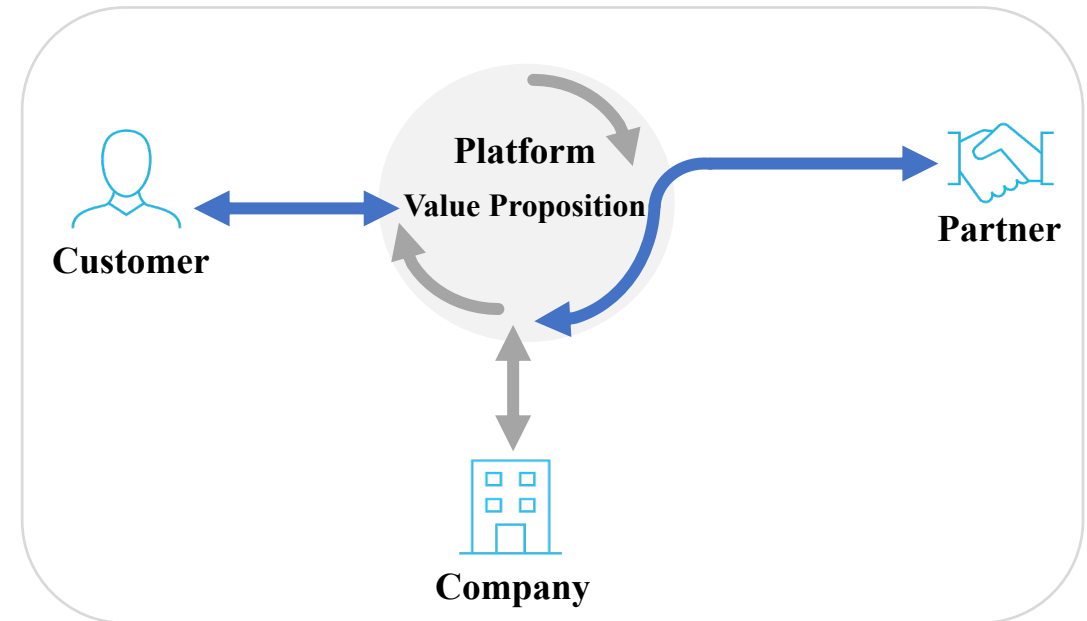 Platform
Value Proposition
Customer
Partner
Company